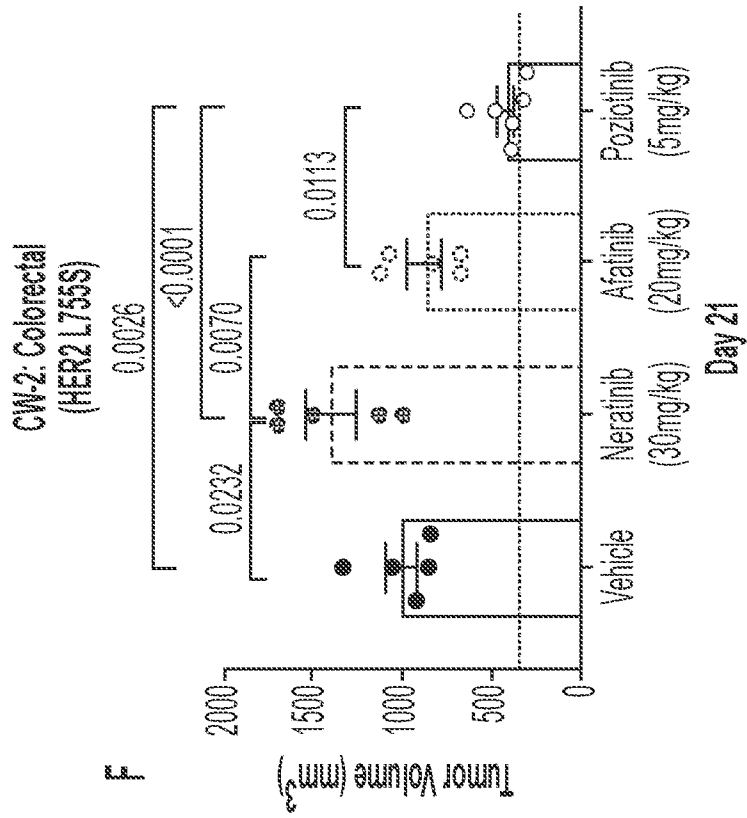 F
CW-2: Colorectal
(HER2 L755S)
0.0026
<0.0001
0.0232
0.0070
0.0113
Tumor Volume (mm³)
2000
1500
1000
500
0
Vehicle
Neratinib
(30mg/kg)
Afatinib
(20mg/kg)
Poziotinib
(5mg/kg)
Day 21